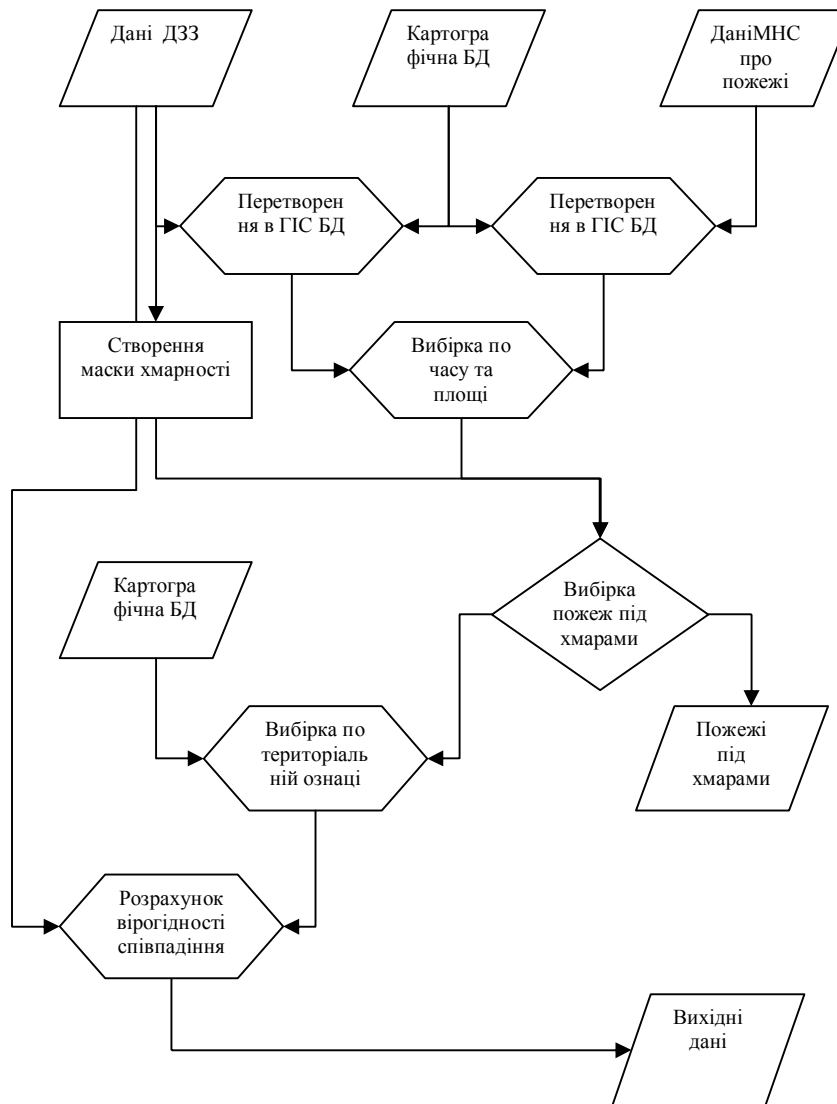 Дані ДЗЗ
Картогра
фічна БД
ДаніМНС
про
пожежі
Перетворен
ня в ГІС БД
Перетворен
ня в ГІС БД
Створення
маски хмарності
Вибірка по
часу та
площі
Картогра
фічна БД
Вибірка
пожеж під
хмарами
Вибірка по
територіаль
ній ознаці
Пожежі
під
хмарами
Розрахунок
вірогідності
співпадіння
Вихідні
дані